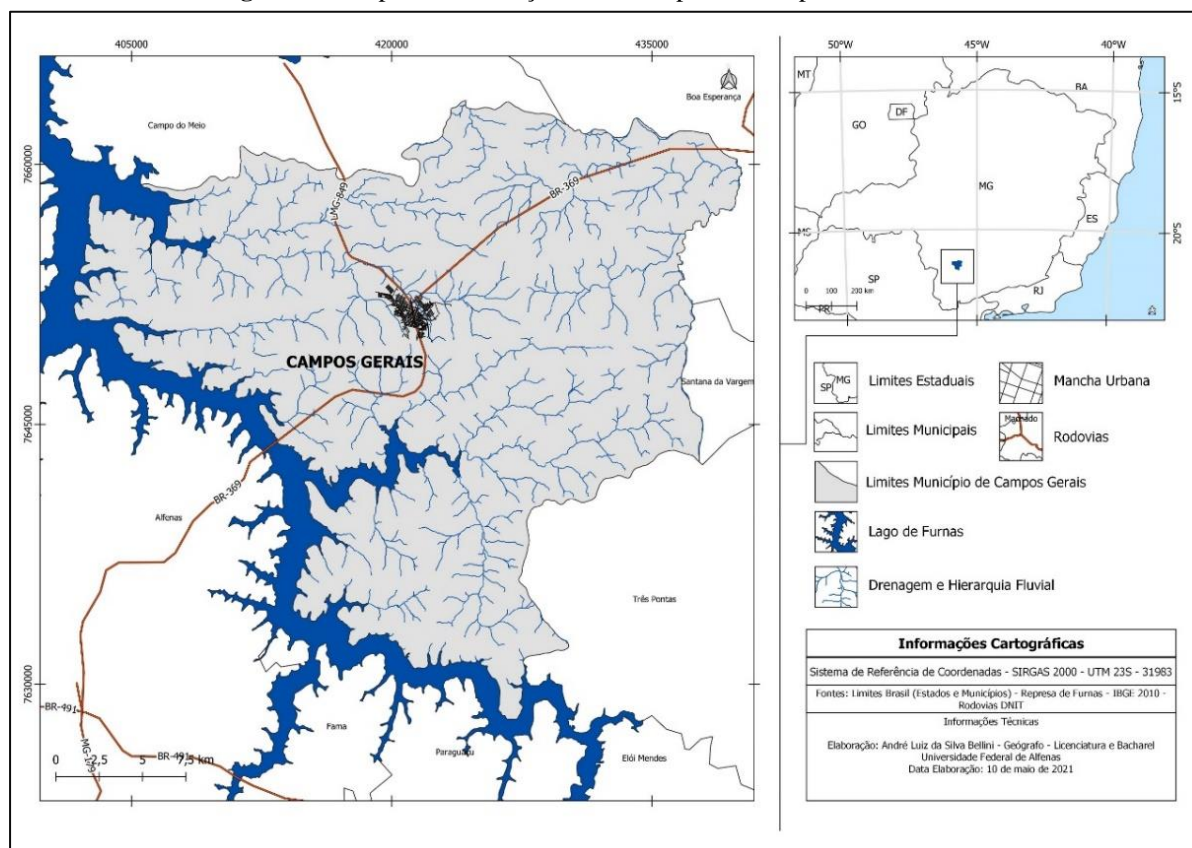 405000
420000
435000
7660000
7645000
7630000
Campo do Meio
Boa Esperança
LMG-849
BR-369
CAMPOS GERAIS
Santana da Vargem
BR-369
Alfenas
Três Pontas
BR-491
MG-179
BR-491
Fama
Paraguaçu
Elói Mendes
0 2,5 5 7,5 km
50°W
45°W
40°W
15°S
20°S
MT
BA
DF
GO
MG
ES
MS
SP
RJ
PR
0 100 200 km
SP MG
Limites Estaduais
Mancha Urbana
Limites Municipais
Machado
Rodovias
Limites Município de Campos Gerais
Lago de Furnas
Drenagem e Hierarquia Fluvial
Informações Cartográficas
Sistema de Referência de Coordenadas - SIRGAS 2000 - UTM 23S - 31983
Fontes: Limites Brasil (Estados e Municípios) - Represa de Furnas - IBGE 2010 -
Rodovias DNIT
Informações Técnicas
Elaboração: André Luiz da Silva Bellini - Geógrafo - Licenciatura e Bacharel
Universidade Federal de Alfenas
Data Elaboração: 10 de maio de 2021